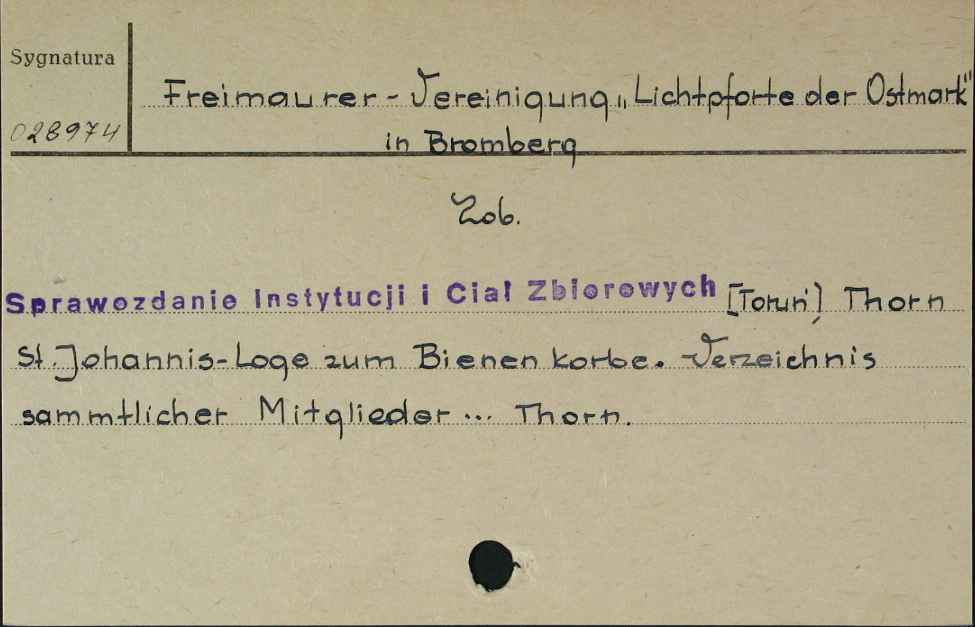 Sygnatura
028974
Freimaurer - Vereinigung „Lichtpforte der Ostmark"
in Bromberg
Zob.
Sprawozdanie Instytucji i Ciał Zbiorowych [Toruń] Thorn
St. Johannis-Loge zum Bienenkorbe. Verzeichnis
sammtlicher Mitglieder ... Thorn.